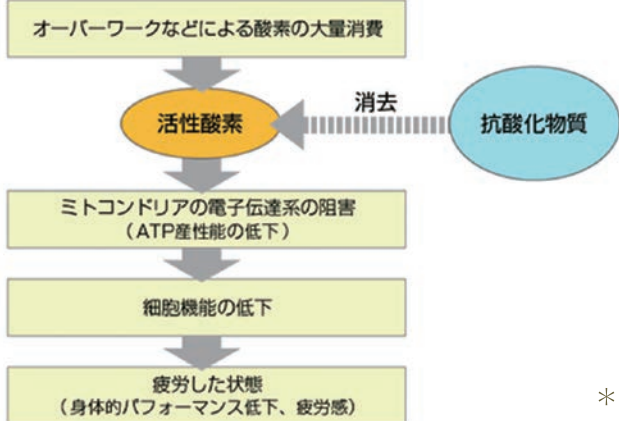 オーバーワークなどによる酸素の大量消費
活性酸素
消去
抗酸化物質
ミトコンドリアの電子伝達系の阻害
（ATP産性能の低下）
細胞機能の低下
疲労した状態
（身体的パフォーマンス低下、疲労感）
＊